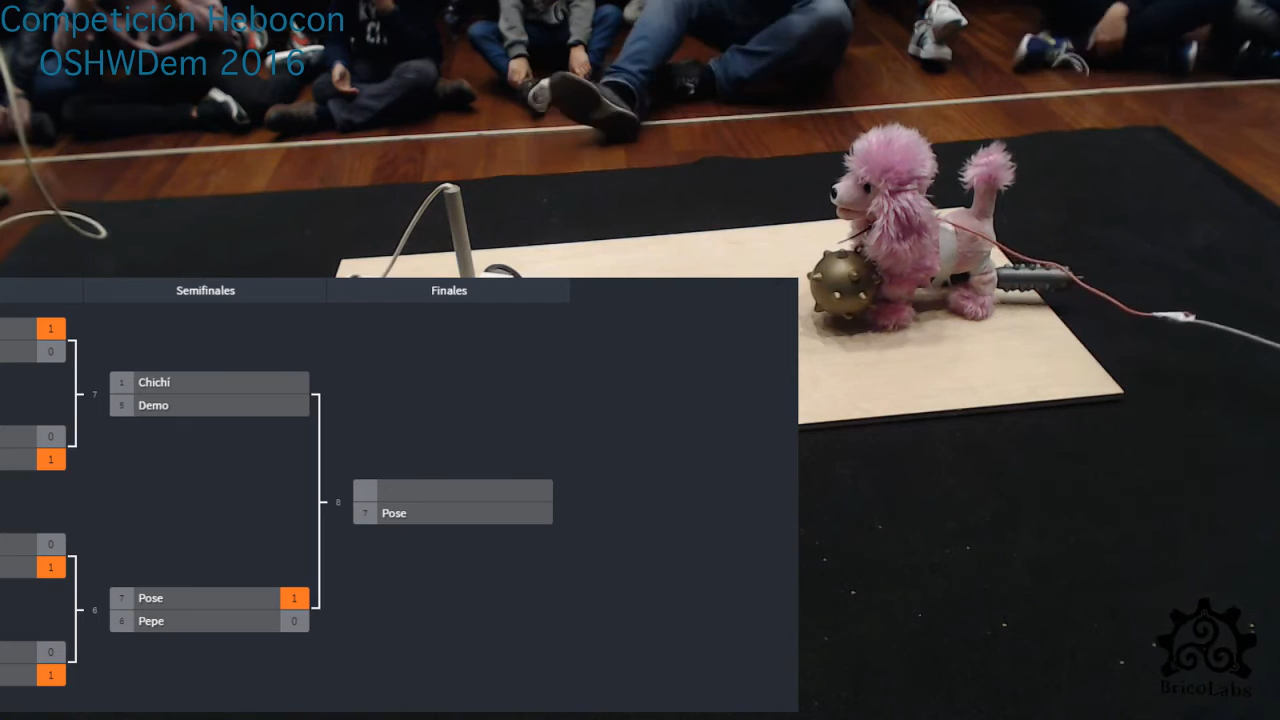 Competición Hebocon
OSHWDem 2016
Semifinales
Finales
1
0
7
1 Chichí
5 Demo
0
1
8
7 Pose
0
1
6
7 Pose 1
6 Pepe 0
0
1
BricoLabs